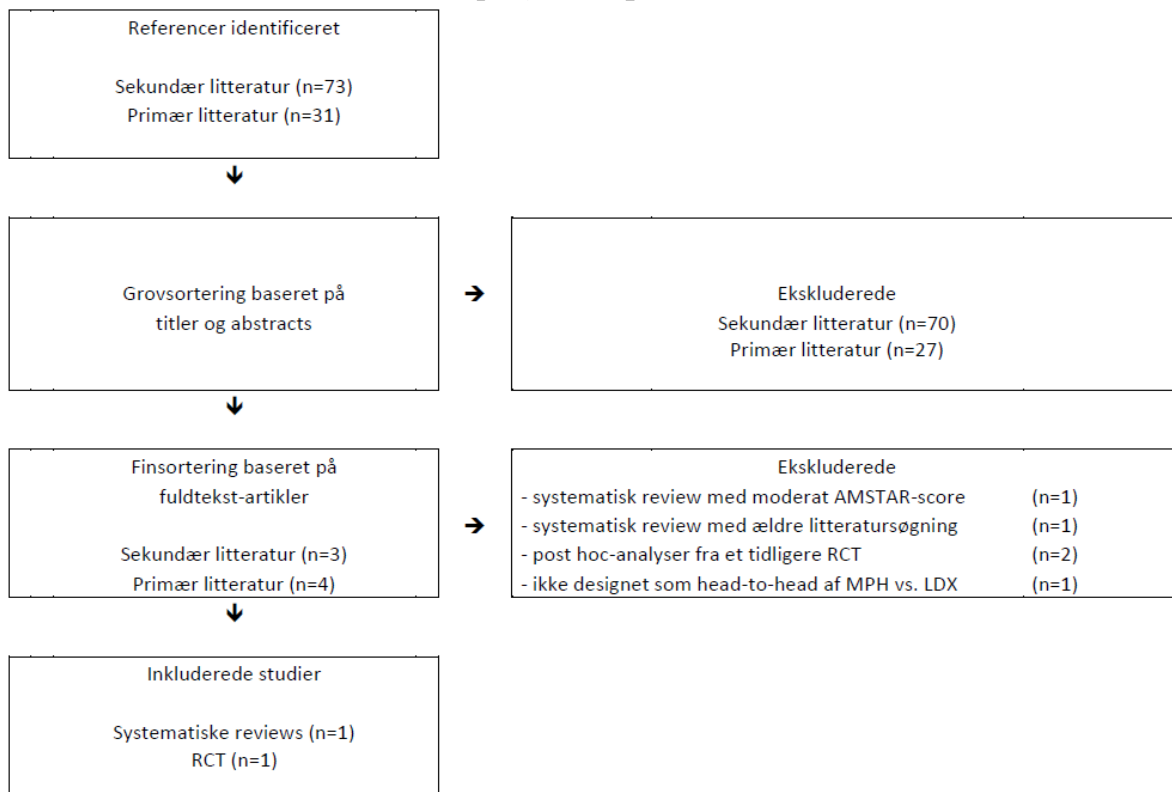 Referencer identificeret
Sekundær litteratur (n=73)
Primær litteratur (n=31)
Grovsortering baseret på
titler og abstracts
Ekskluderede
Sekundær litteratur (n=70)
Primær litteratur (n=27)
Finsortering baseret på
fuldtekst-artikler
Sekundær litteratur (n=3)
Primær litteratur (n=4)
Ekskluderede
- systematisk review med moderat AMSTAR-score (n=1)
- systematisk review med ældre litteratursøgning (n=1)
- post hoc-analyser fra et tidligere RCT (n=2)
- ikke designet som head-to-head af MPH vs. LDX (n=1)
Inkluderede studier
Systematiske reviews (n=1)
RCT (n=1)